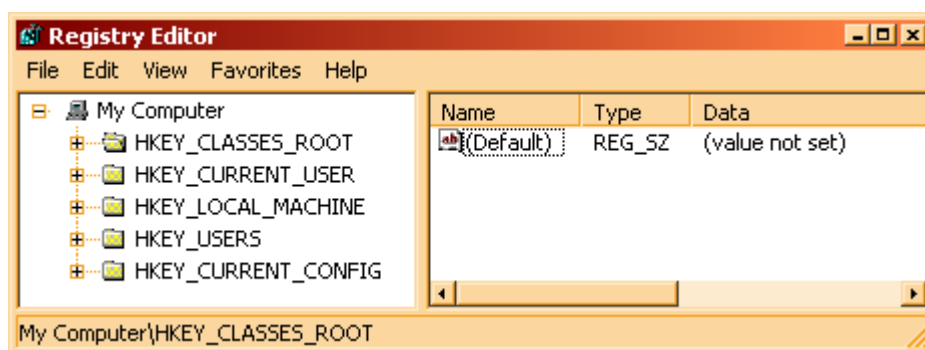 Registry Editor
File Edit View Favorites Help
My Computer
HKEY_CLASSES_ROOT
HKEY_CURRENT_USER
HKEY_LOCAL_MACHINE
HKEY_USERS
HKEY_CURRENT_CONFIG
Name Type Data
ab (Default) REG_SZ (value not set)
My Computer\HKEY_CLASSES_ROOT